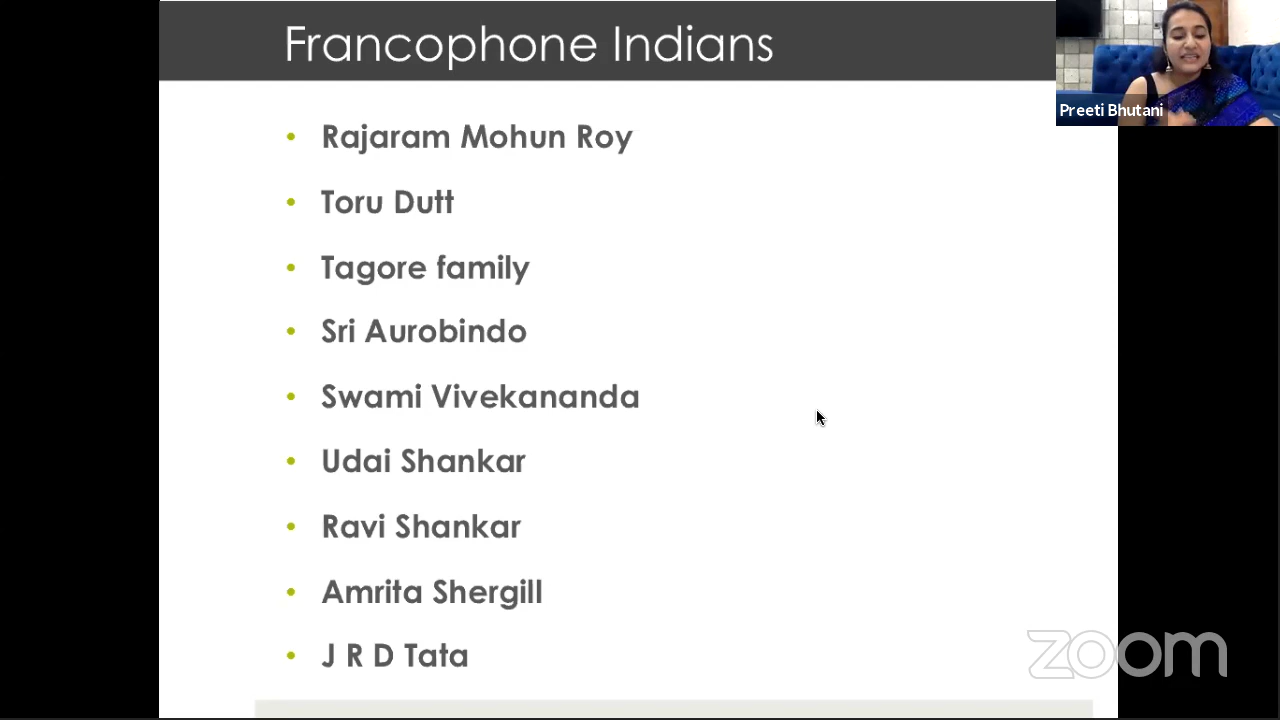 Francophone Indians
Preeti Bhutani
• Rajaram Mohun Roy
• Toru Dutt
• Tagore family
• Sri Aurobindo
• Swami Vivekananda
• Udai Shankar
• Ravi Shankar
• Amrita Shergill
• J R D Tata
zoom